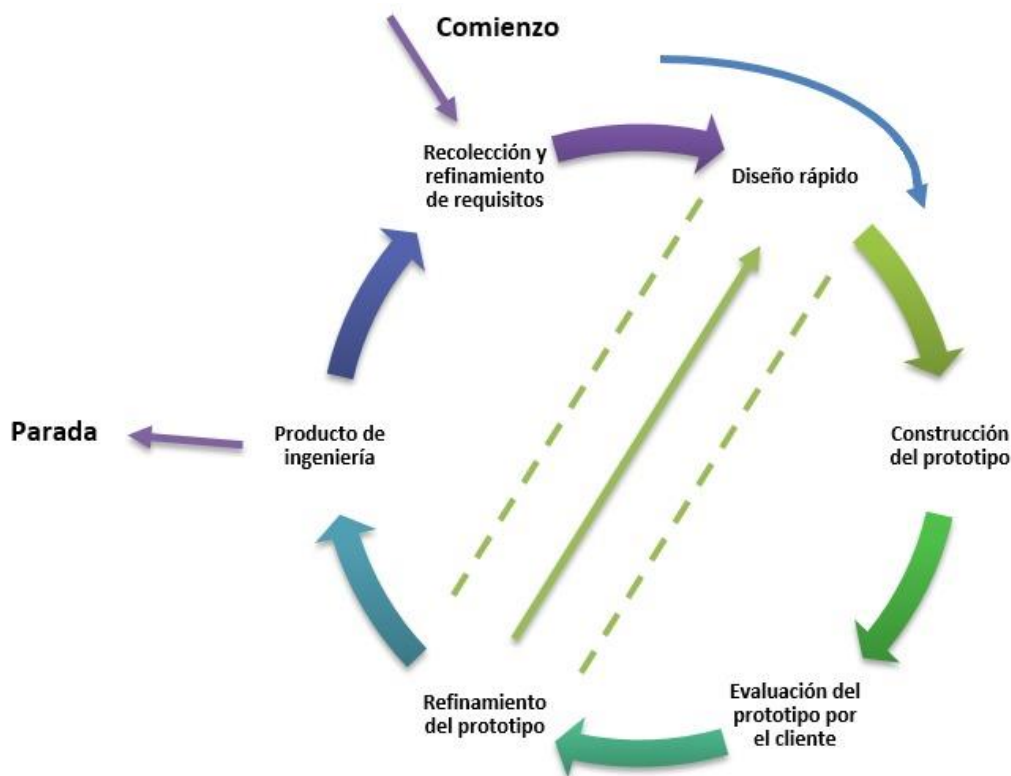 Comienzo
Recolección y
refinamiento
de requisitos
Diseño rápido
Construcción
del prototipo
Evaluación del
prototipo por
el cliente
Refinamiento
del prototipo
Producto de
ingeniería
Parada